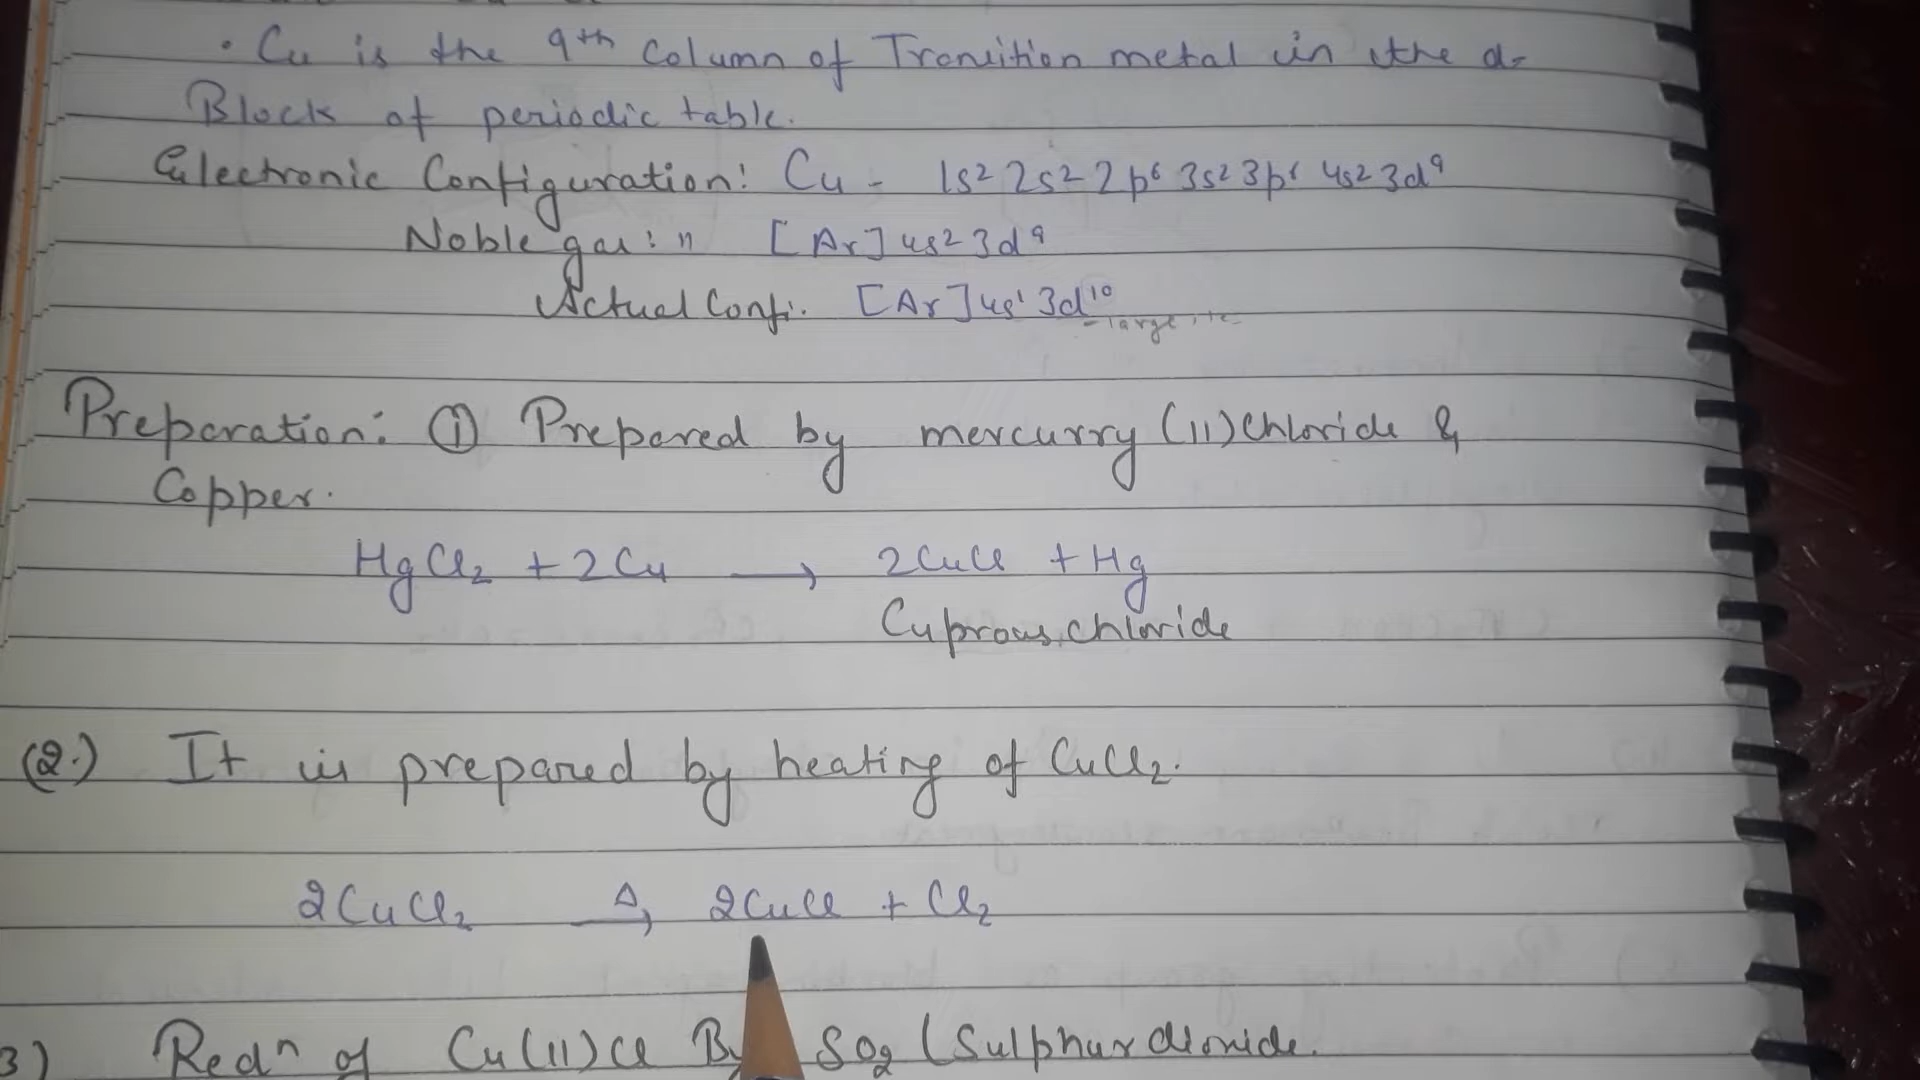 • Cu is the 9th Column of Transition metal in the d-
Block of periodic table.
Electronic Configuration: Cu - 1s² 2s² 2p⁶ 3s² 3p⁶ 4s² 3d⁹
Noble gas: " [Ar] 4s² 3d⁹
Actual Confi. [Ar] 4s¹ 3d¹⁰
Preparation: ① Prepared by mercurry (11) Chloride &
Copper.
HgCl₂ + 2Cu → 2CuCl + Hg
Cuprous chloride
(2.) It is prepared by heating of CuCl₂.
2CuCl₂ Δ→ 2CuCl + Cl₂
3) Redⁿ of Cu(11)Cl By SO₂ (Sulphur dioxide.